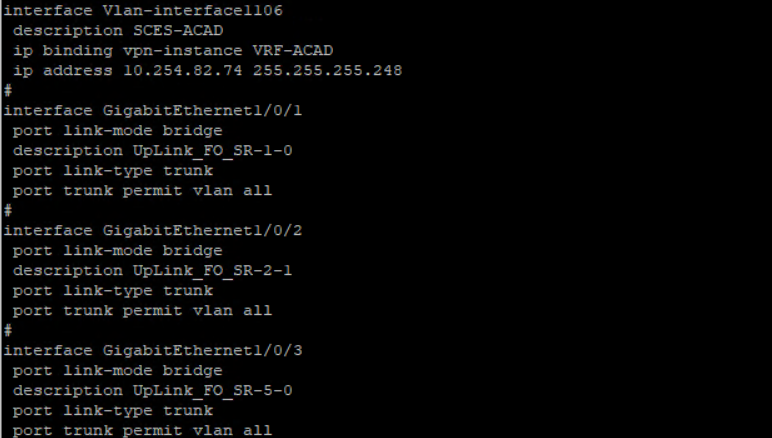 interface Vlan-interface1106
description SCES-ACAD
ip binding vpn-instance VRF-ACAD
ip address 10.254.82.74 255.255.255.248
#
interface GigabitEthernet1/0/1
port link-mode bridge
description UpLink_FO_SR-1-0
port link-type trunk
port trunk permit vlan all
#
interface GigabitEthernet1/0/2
port link-mode bridge
description UpLink_FO_SR-2-1
port link-type trunk
port trunk permit vlan all
#
interface GigabitEthernet1/0/3
port link-mode bridge
description UpLink_FO_SR-5-0
port link-type trunk
port trunk permit vlan all